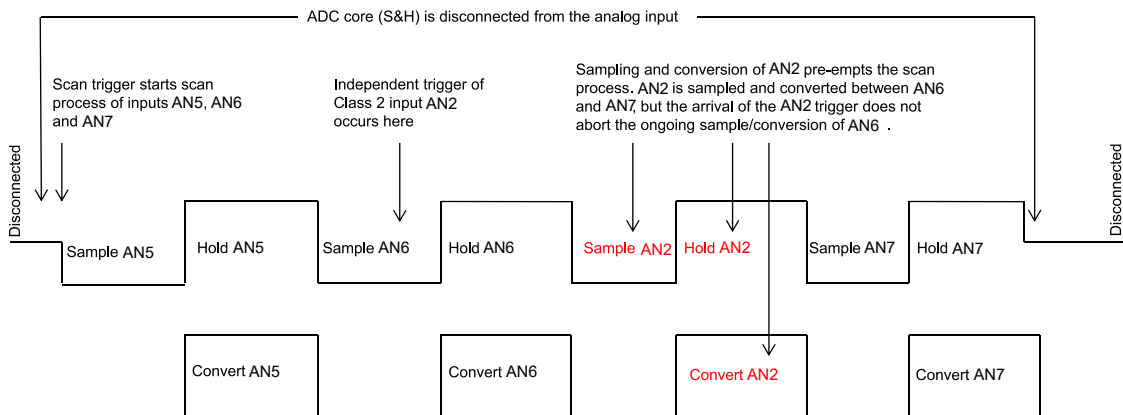 ADC core (S&H) is disconnected from the analog input
Scan trigger starts scan
process of inputs AN5, AN6
and AN7
Independent trigger of
Class 2 input AN2
occurs here
Sampling and conversion of AN2 pre-empts the scan
process. AN2 is sampled and converted between AN6
and AN7, but the arrival of the AN2 trigger does not
abort the ongoing sample/conversion of AN6 .
Disconnected
Sample AN5
Hold AN5
Sample AN6
Hold AN6
Sample AN2
Hold AN2
Sample AN7
Hold AN7
Disconnected
Convert AN5
Convert AN6
Convert AN2
Convert AN7